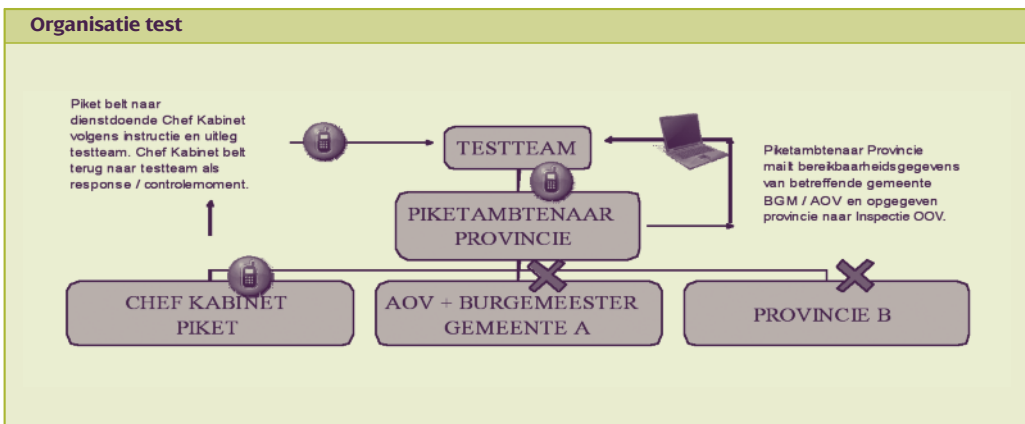 Organisatie test
Piket belt naar
dienstdoende Chef Kabinet
volgens instructie en uitleg
testteam. Chef Kabinet belt
terug naar testteam als
response / controlemoment.
TESTTEAM
Piketambtenaar Provincie
mailt bereikbaarheidsgegevens
van betreffende gemeente
BGM / AOV en opgegeven
provincie naar Inspectie OOV.
PIKETAMBTENAAR
PROVINCIE
CHEF KABINET
PIKET
AOV + BURGEMEESTER
GEMEENTE A
PROVINCIE B